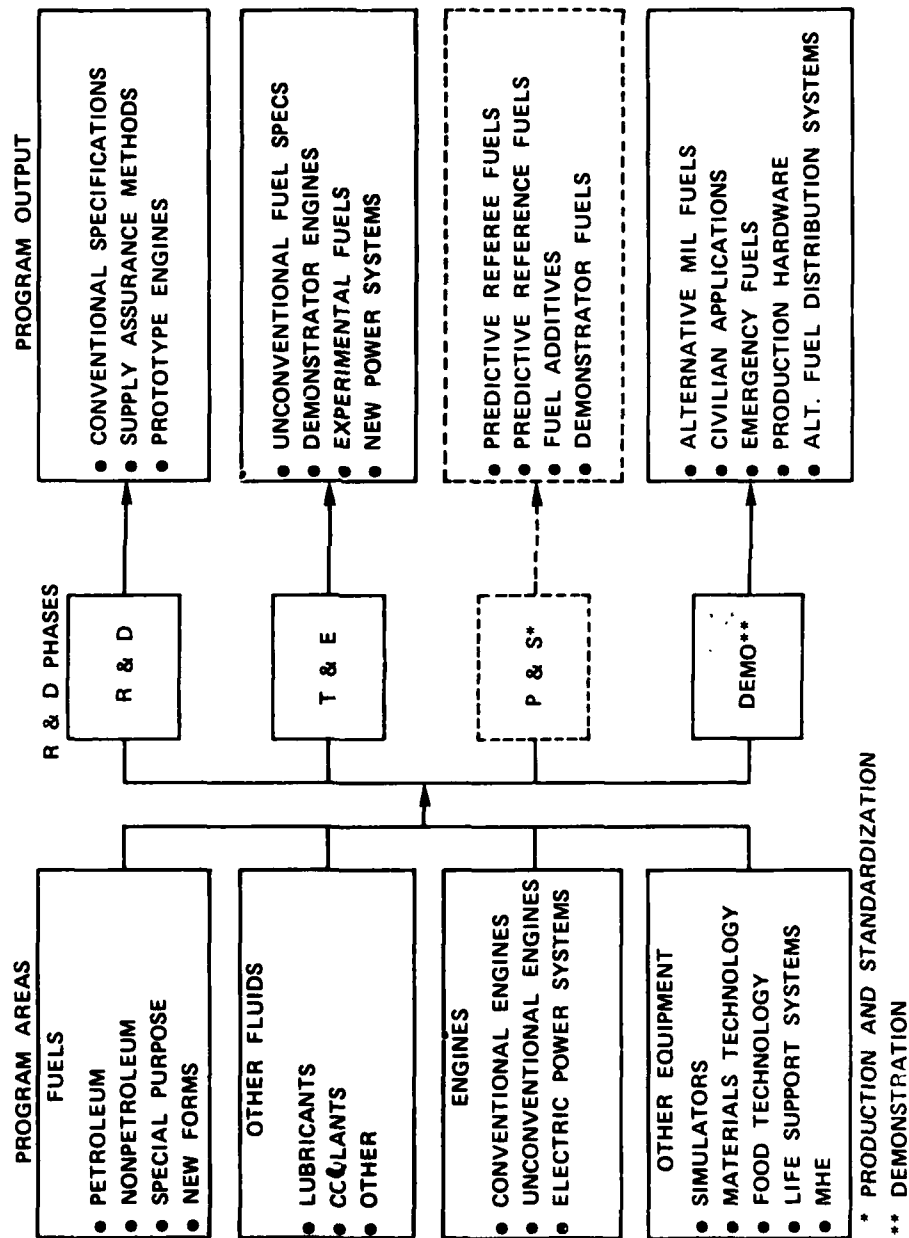 PROGRAM AREAS
FUELS
● PETROLEUM
● NONPETROLEUM
● SPECIAL PURPOSE
● NEW FORMS
OTHER FLUIDS
● LUBRICANTS
● COOLANTS
● OTHER
ENGINES
● CONVENTIONAL ENGINES
● UNCONVENTIONAL ENGINES
● ELECTRIC POWER SYSTEMS
OTHER EQUIPMENT
● SIMULATORS
● MATERIALS TECHNOLOGY
● FOOD TECHNOLOGY
● LIFE SUPPORT SYSTEMS
● MHE
R & D PHASES
R & D
T & E
P & S*
DEMO**
PROGRAM OUTPUT
● CONVENTIONAL SPECIFICATIONS
● SUPPLY ASSURANCE METHODS
● PROTOTYPE ENGINES
● UNCONVENTIONAL FUEL SPECS
● DEMONSTRATOR ENGINES
● EXPERIMENTAL FUELS
● NEW POWER SYSTEMS
● PREDICTIVE REFEREE FUELS
● PREDICTIVE REFERENCE FUELS
● FUEL ADDITIVES
● DEMONSTRATOR FUELS
● ALTERNATIVE MIL FUELS
● CIVILIAN APPLICATIONS
● EMERGENCY FUELS
● PRODUCTION HARDWARE
● ALT. FUEL DISTRIBUTION SYSTEMS
* PRODUCTION AND STANDARDIZATION
** DEMONSTRATION